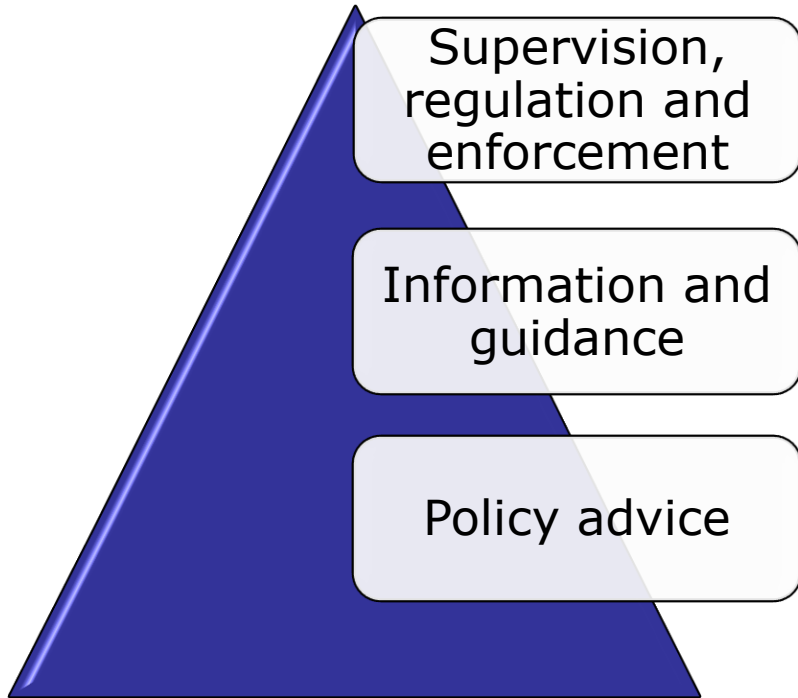 Supervision,
regulation and
enforcement
Information and
guidance
Policy advice